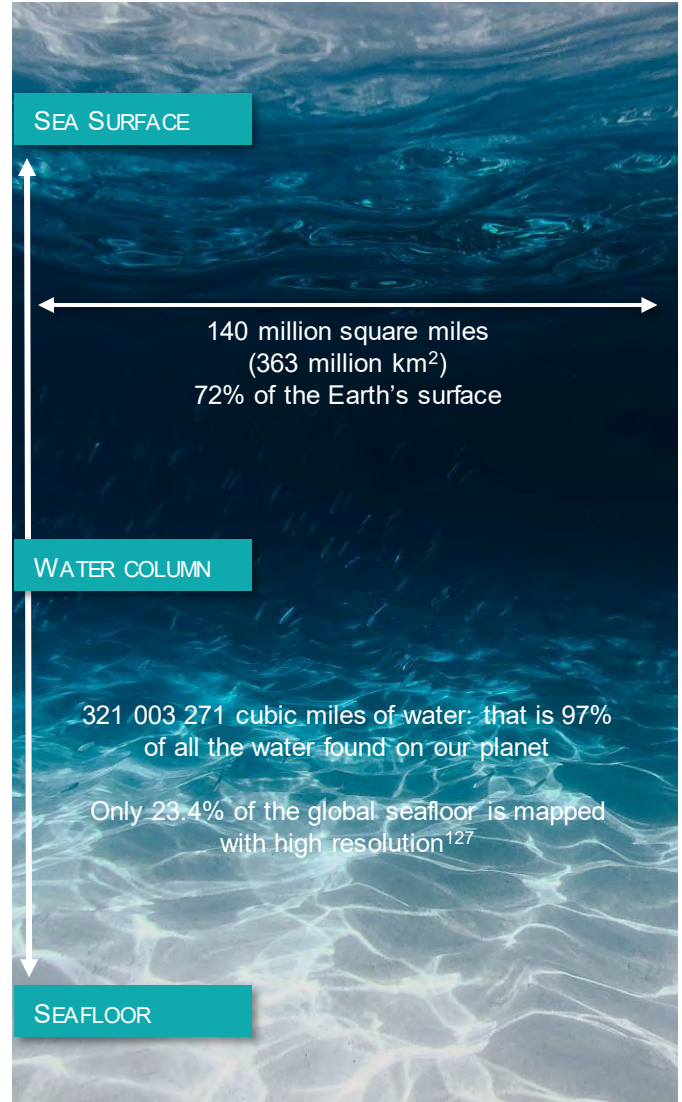 SEA SURFACE
140 million square miles
(363 million km²)
72% of the Earth's surface
WATER COLUMN
321 003 271 cubic miles of water: that is 97%
of all the water found on our planet
Only 23.4% of the global seafloor is mapped
with high resolution¹²⁷
SEAFLOOR